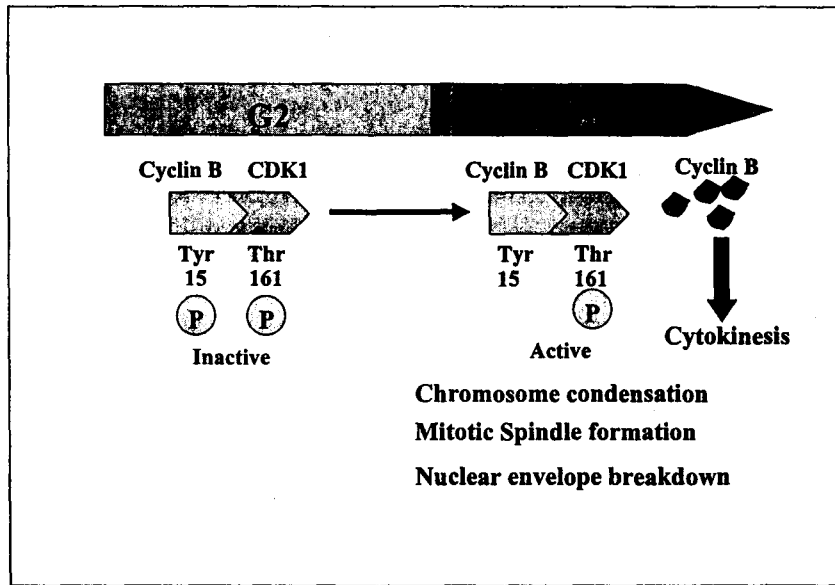 G2
Cyclin B CDK1 Cyclin B CDK1 Cyclin B
Tyr Thr Tyr Thr
15 161 15 161
P P P
Inactive Active Cytokinesis
Chromosome condensation
Mitotic Spindle formation
Nuclear envelope breakdown